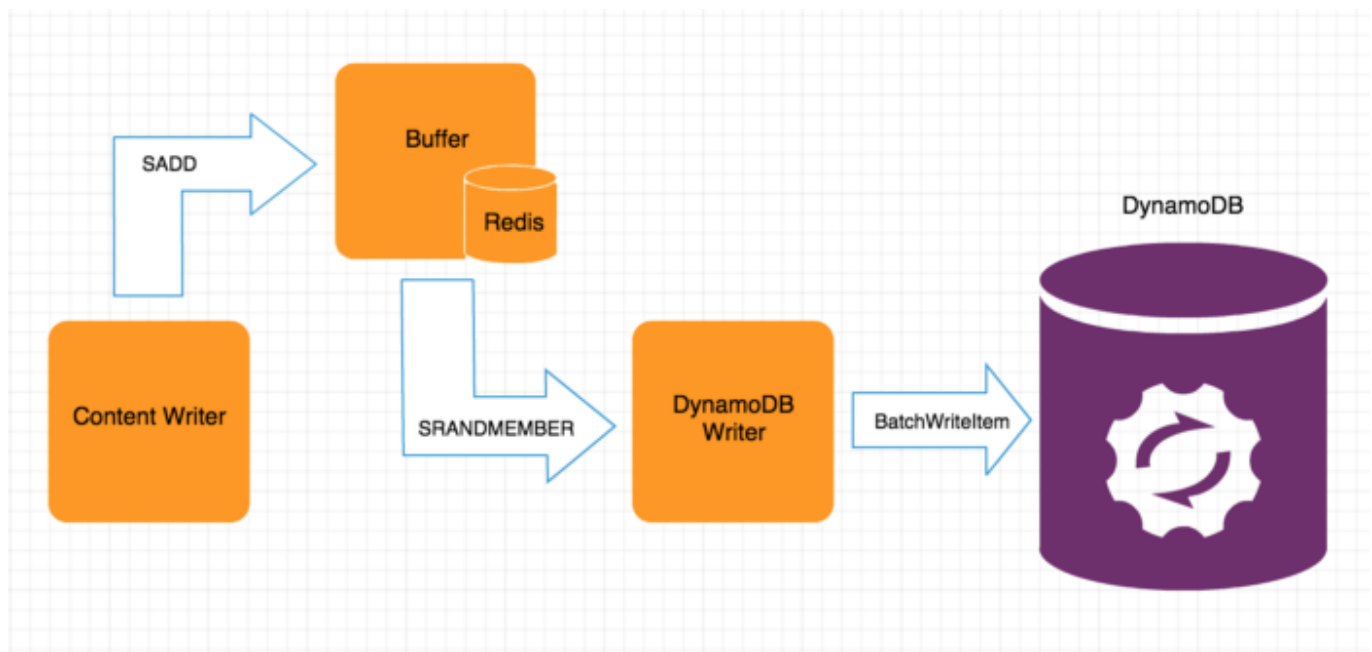 SADD
Buffer
Redis
DynamoDB
Content Writer
SRANDMEMBER
DynamoDB
Writer
BatchWriteItem